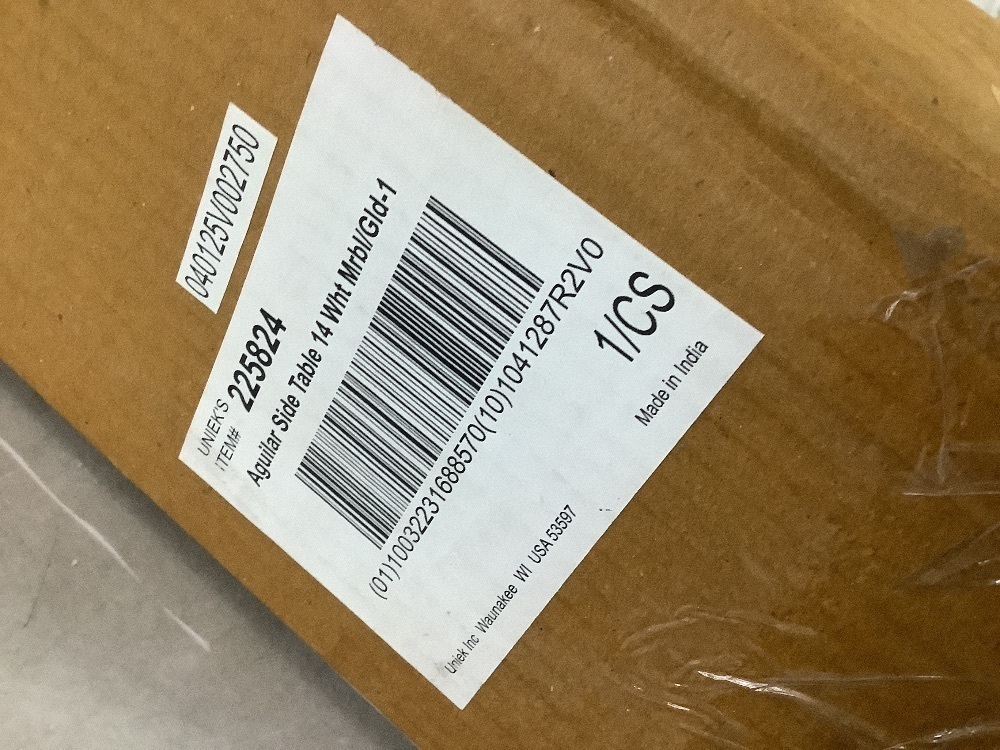 040125V002750
UNIEK'S
ITEM# 225824
Aguilar Side Table 14 Wht Mrbl/Gld-1
(01)10032231688570(10)1041287R2V0
1/CS
Made in India
Uniek Inc Waunakee WI USA 53597